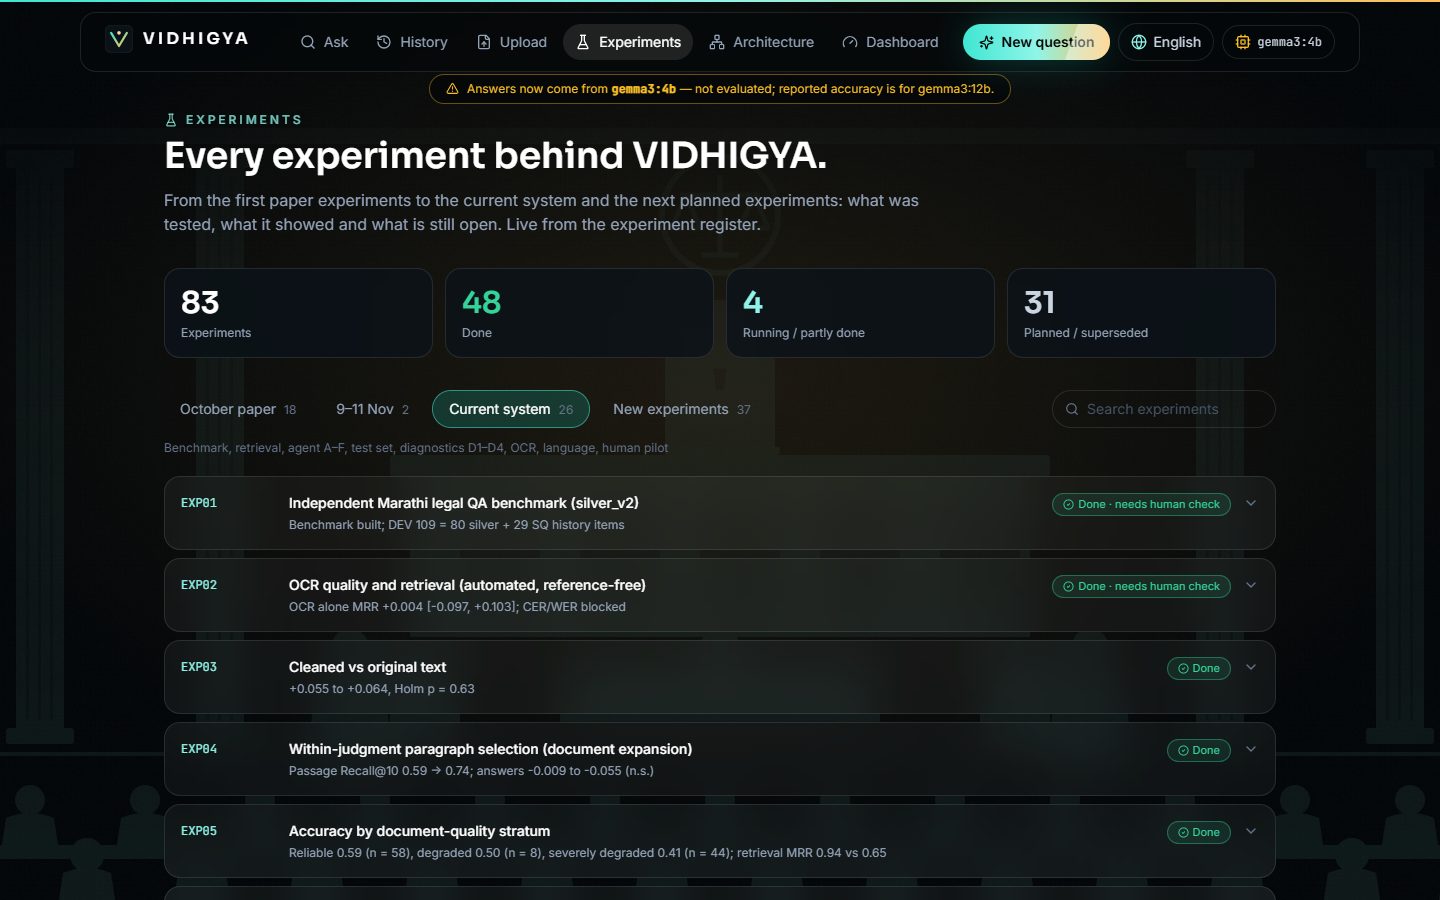 VIDHIGYA
Ask
History
Upload
Experiments
Architecture
Dashboard
New question
English
gemma3:4b
Answers now come from gemma3:4b — not evaluated; reported accuracy is for gemma3:12b.
EXPERIMENTS
Every experiment behind VIDHIGYA.
From the first paper experiments to the current system and the next planned experiments: what was
tested, what it showed and what is still open. Live from the experiment register.
83
Experiments
48
Done
4
Running / partly done
31
Planned / superseded
October paper 18
9–11 Nov 2
Current system 26
New experiments 37
Search experiments
Benchmark, retrieval, agent A–F, test set, diagnostics D1–D4, OCR, language, human pilot
EXP01
Independent Marathi legal QA benchmark (silver_v2)
Done · needs human check
Benchmark built; DEV 109 = 80 silver + 29 SQ history items
EXP02
OCR quality and retrieval (automated, reference-free)
Done · needs human check
OCR alone MRR +0.004 [-0.097, +0.103]; CER/WER blocked
EXP03
Cleaned vs original text
Done
+0.055 to +0.064, Holm p = 0.63
EXP04
Within-judgment paragraph selection (document expansion)
Done
Passage Recall@10 0.59 → 0.74; answers -0.009 to -0.055 (n.s.)
EXP05
Accuracy by document-quality stratum
Done
Reliable 0.59 (n = 58), degraded 0.50 (n = 8), severely degraded 0.41 (n = 44); retrieval MRR 0.94 vs 0.65